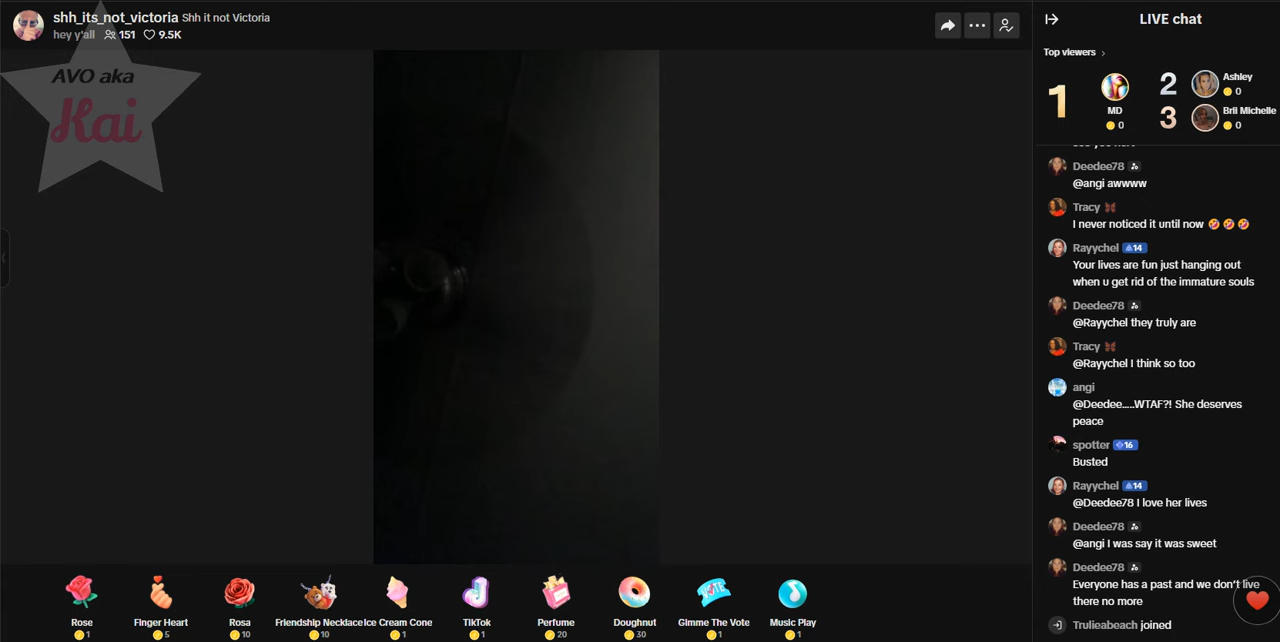 shh_its_not_victoria Shh it not Victoria
hey y'all 151 9.5K
AVO aka
Kai
LIVE chat
Top viewers
1
MD
0
2
Ashley
0
3
Brii Michelle
0
Deedee78
@angi awwww
Tracy
I never noticed it until now 🤣 🤣 🤣
Rayychel 14
Your lives are fun just hanging out
when u get rid of the immature souls
Deedee78
@Rayychel they truly are
Tracy
@Rayychel I think so too
angi
@Deedee.....WTAF?! She deserves
peace
spotter 16
Busted
Rayychel 14
@Deedee78 I love her lives
Deedee78
@angi I was say it was sweet
Deedee78
Everyone has a past and we don't live
there no more
Trulieabeach joined
Rose
1
Finger Heart
5
Rosa
10
Friendship Necklace
10
Ice Cream Cone
1
TikTok
1
Perfume
20
Doughnut
30
VOTE
Gimme The Vote
1
Music Play
1